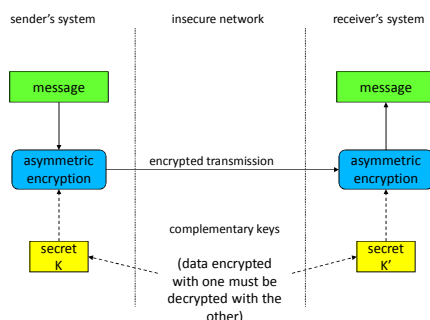 sender's system
insecure network
receiver's system
message
message
asymmetric
encryption
encrypted transmission
asymmetric
encryption
complementary keys
secret
K
(data encrypted
with one must be
decrypted with the
other)
secret
K'